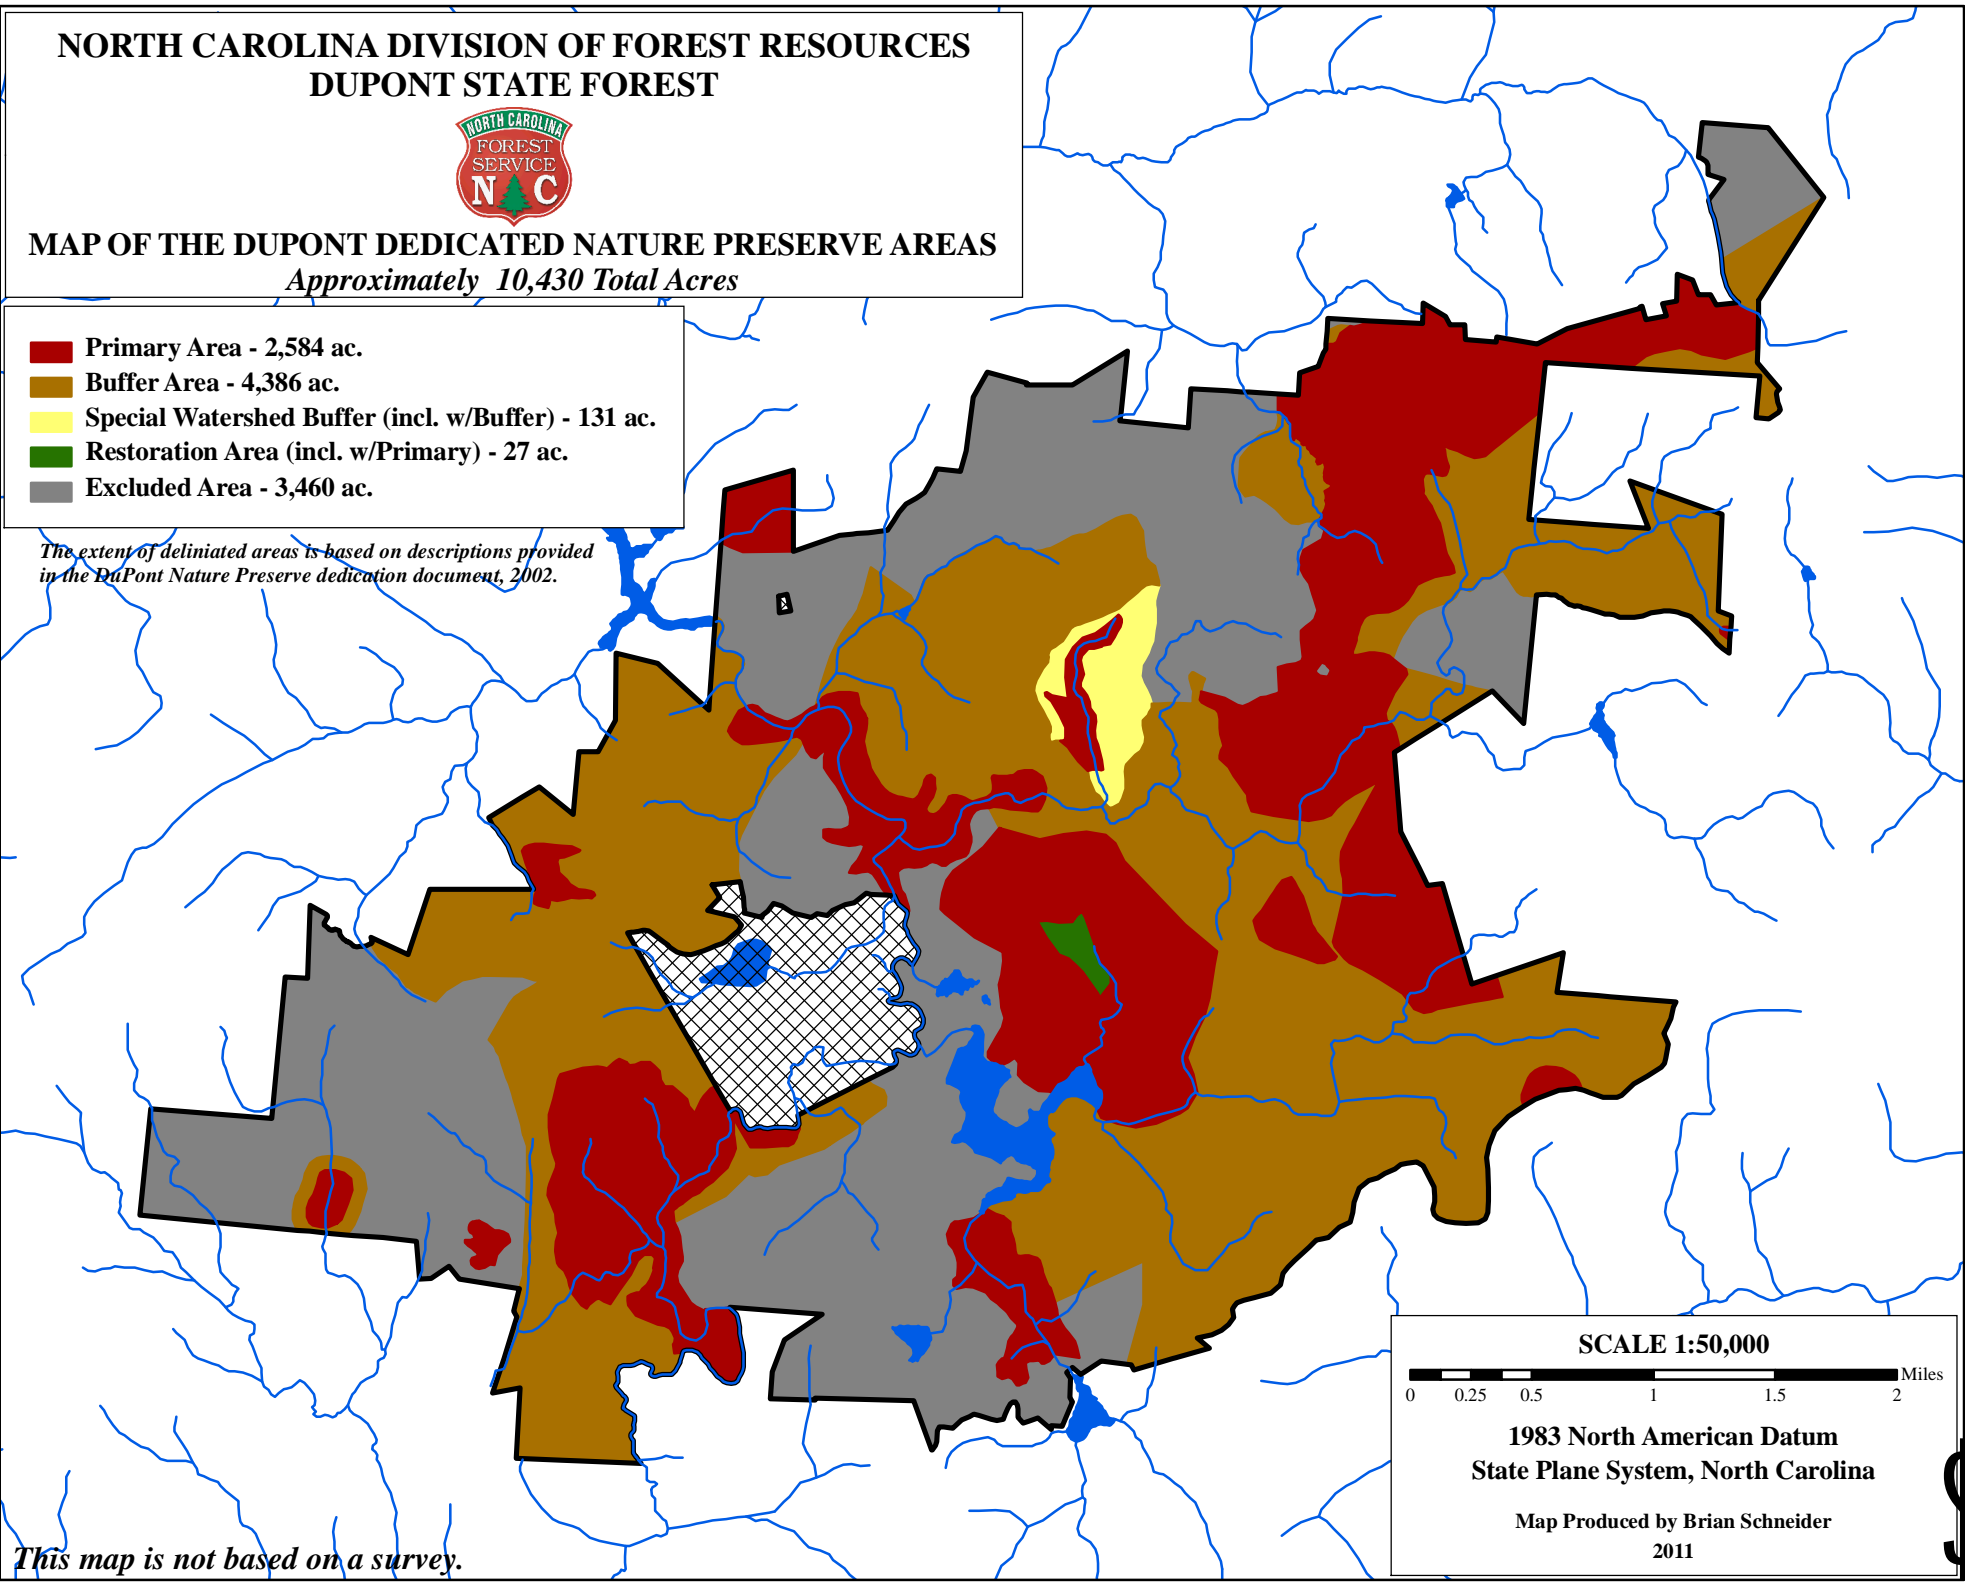 NORTH CAROLINA DIVISION OF FOREST RESOURCES
DUPONT STATE FOREST
NORTH CAROLINA
FOREST
SERVICE
N C
MAP OF THE DUPONT DEDICATED NATURE PRESERVE AREAS
Approximately 10,430 Total Acres
Primary Area - 2,584 ac.
Buffer Area - 4,386 ac.
Special Watershed Buffer (incl. w/Buffer) - 131 ac.
Restoration Area (incl. w/Primary) - 27 ac.
Excluded Area - 3,460 ac.
The extent of deliniated areas is based on descriptions provided
in the DuPont Nature Preserve dedication document, 2002.
SCALE 1:50,000
Miles
0 0.25 0.5 1 1.5 2
1983 North American Datum
State Plane System, North Carolina
Map Produced by Brian Schneider
2011
This map is not based on a survey.